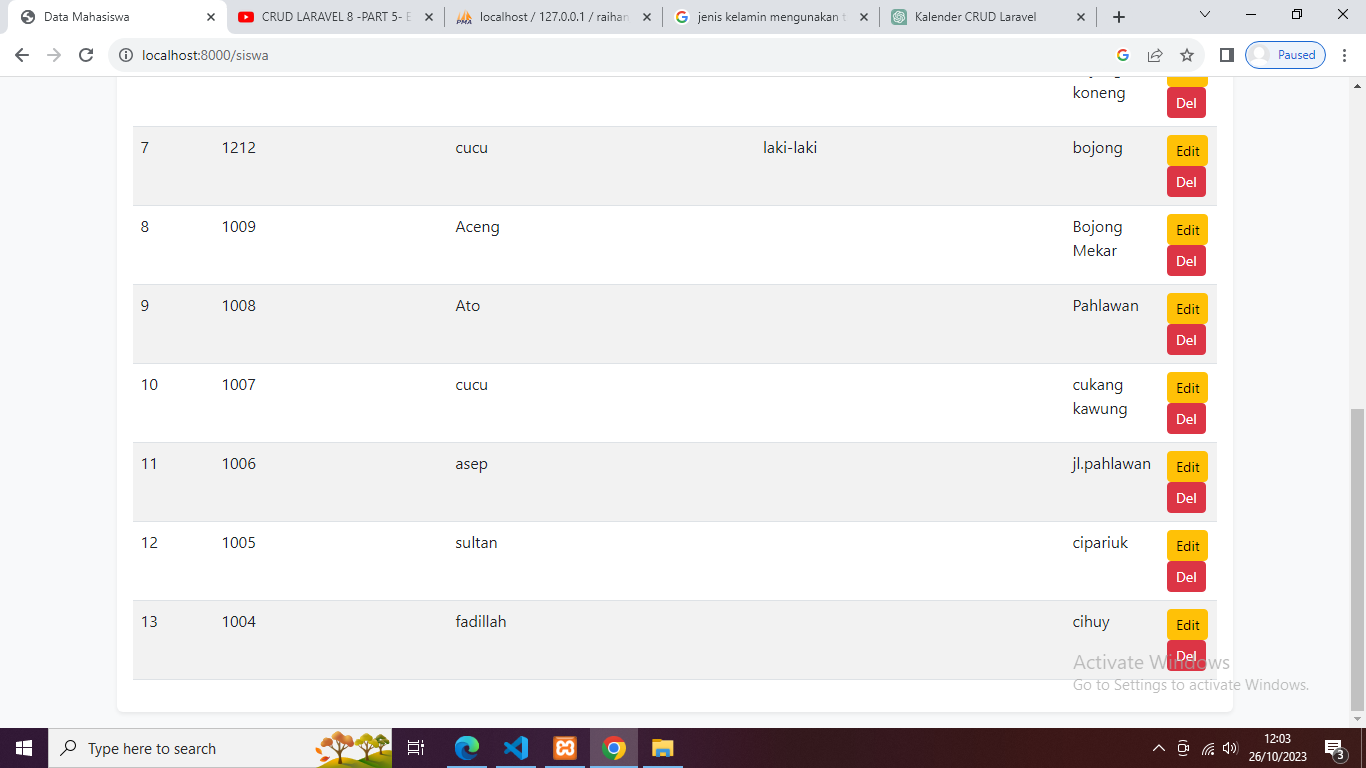 Data Mahasiswa
CRUD LARAVEL 8 -PART 5- E
localhost / 127.0.0.1 / raihan
jenis kelamin mengunakan t
Kalender CRUD Laravel
localhost:8000/siswa
Paused
koneng
Del
7 1212 cucu laki-laki bojong Edit
Del
8 1009 Aceng Bojong Edit
Mekar Del
9 1008 Ato Pahlawan Edit
Del
10 1007 cucu cukang Edit
kawung Del
11 1006 asep jl.pahlawan Edit
Del
12 1005 sultan cipariuk Edit
Del
13 1004 fadillah cihuy Edit
Del
Activate Windows
Go to Settings to activate Windows.
Type here to search
12:03
26/10/2023
3